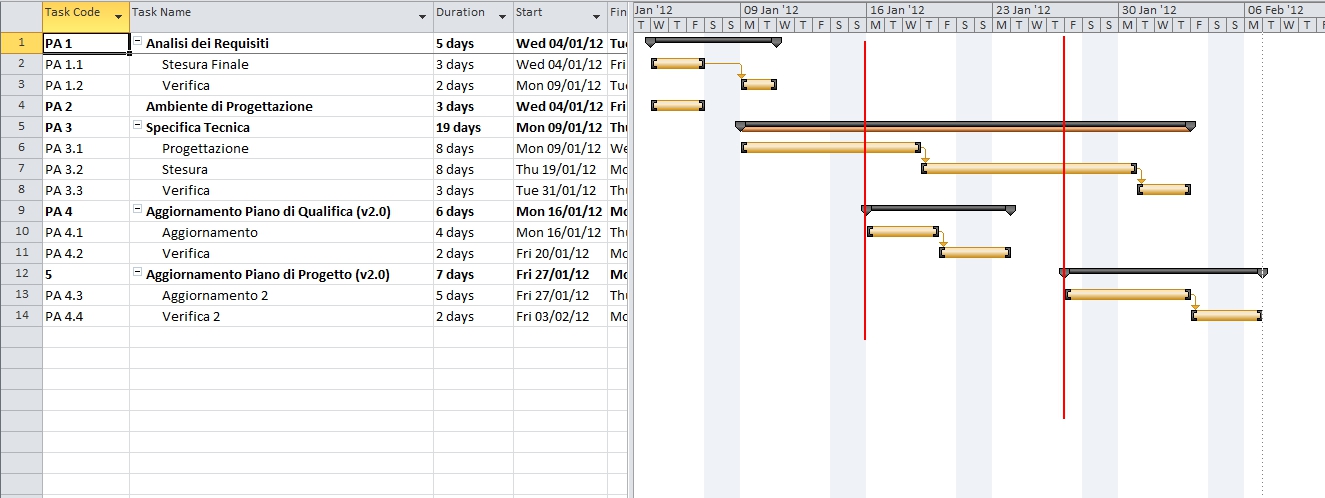 Task Code Task Name Duration Start Fin Jan '12 09 Jan '12 16 Jan '12 23 Jan '12 30 Jan '12 06 Feb '12
T W T F S S M T W T F S S M T W T F S S M T W T F S S M T W T F S S M T W T F
1 PA 1 Analisi dei Requisiti 5 days Wed 04/01/12 Tue
2 PA 1.1 Stesura Finale 3 days Wed 04/01/12 Fri
3 PA 1.2 Verifica 2 days Mon 09/01/12 Tue
4 PA 2 Ambiente di Progettazione 3 days Wed 04/01/12 Fri
5 PA 3 Specifica Tecnica 19 days Mon 09/01/12 Thu
6 PA 3.1 Progettazione 8 days Mon 09/01/12 We
7 PA 3.2 Stesura 8 days Thu 19/01/12 Mo
8 PA 3.3 Verifica 3 days Tue 31/01/12 Thu
9 PA 4 Aggiornamento Piano di Qualifica (v2.0) 6 days Mon 16/01/12 Mo
10 PA 4.1 Aggiornamento 4 days Mon 16/01/12 Thu
11 PA 4.2 Verifica 2 days Fri 20/01/12 Mo
12 5 Aggiornamento Piano di Progetto (v2.0) 7 days Fri 27/01/12 Mo
13 PA 4.3 Aggiornamento 2 5 days Fri 27/01/12 Thu
14 PA 4.4 Verifica 2 2 days Fri 03/02/12 Mo